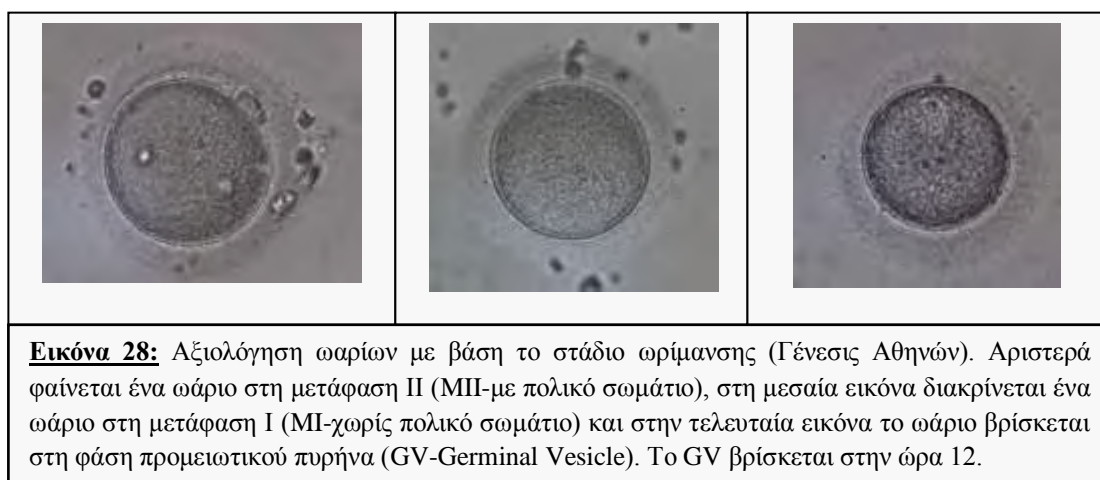 Εικόνα 28: Αξιολόγηση ωαρίων με βάση το στάδιο ωρίμανσης (Γένεσις Αθηνών). Αριστερά
φαίνεται ένα ωάριο στη μετάφαση ΙΙ (ΜΙΙ-με πολικό σωμάτιο), στη μεσαία εικόνα διακρίνεται ένα
ωάριο στη μετάφαση Ι (ΜΙ-χωρίς πολικό σωμάτιο) και στην τελευταία εικόνα το ωάριο βρίσκεται
στη φάση προμειωτικού πυρήνα (GV-Germinal Vesicle). Το GV βρίσκεται στην ώρα 12.